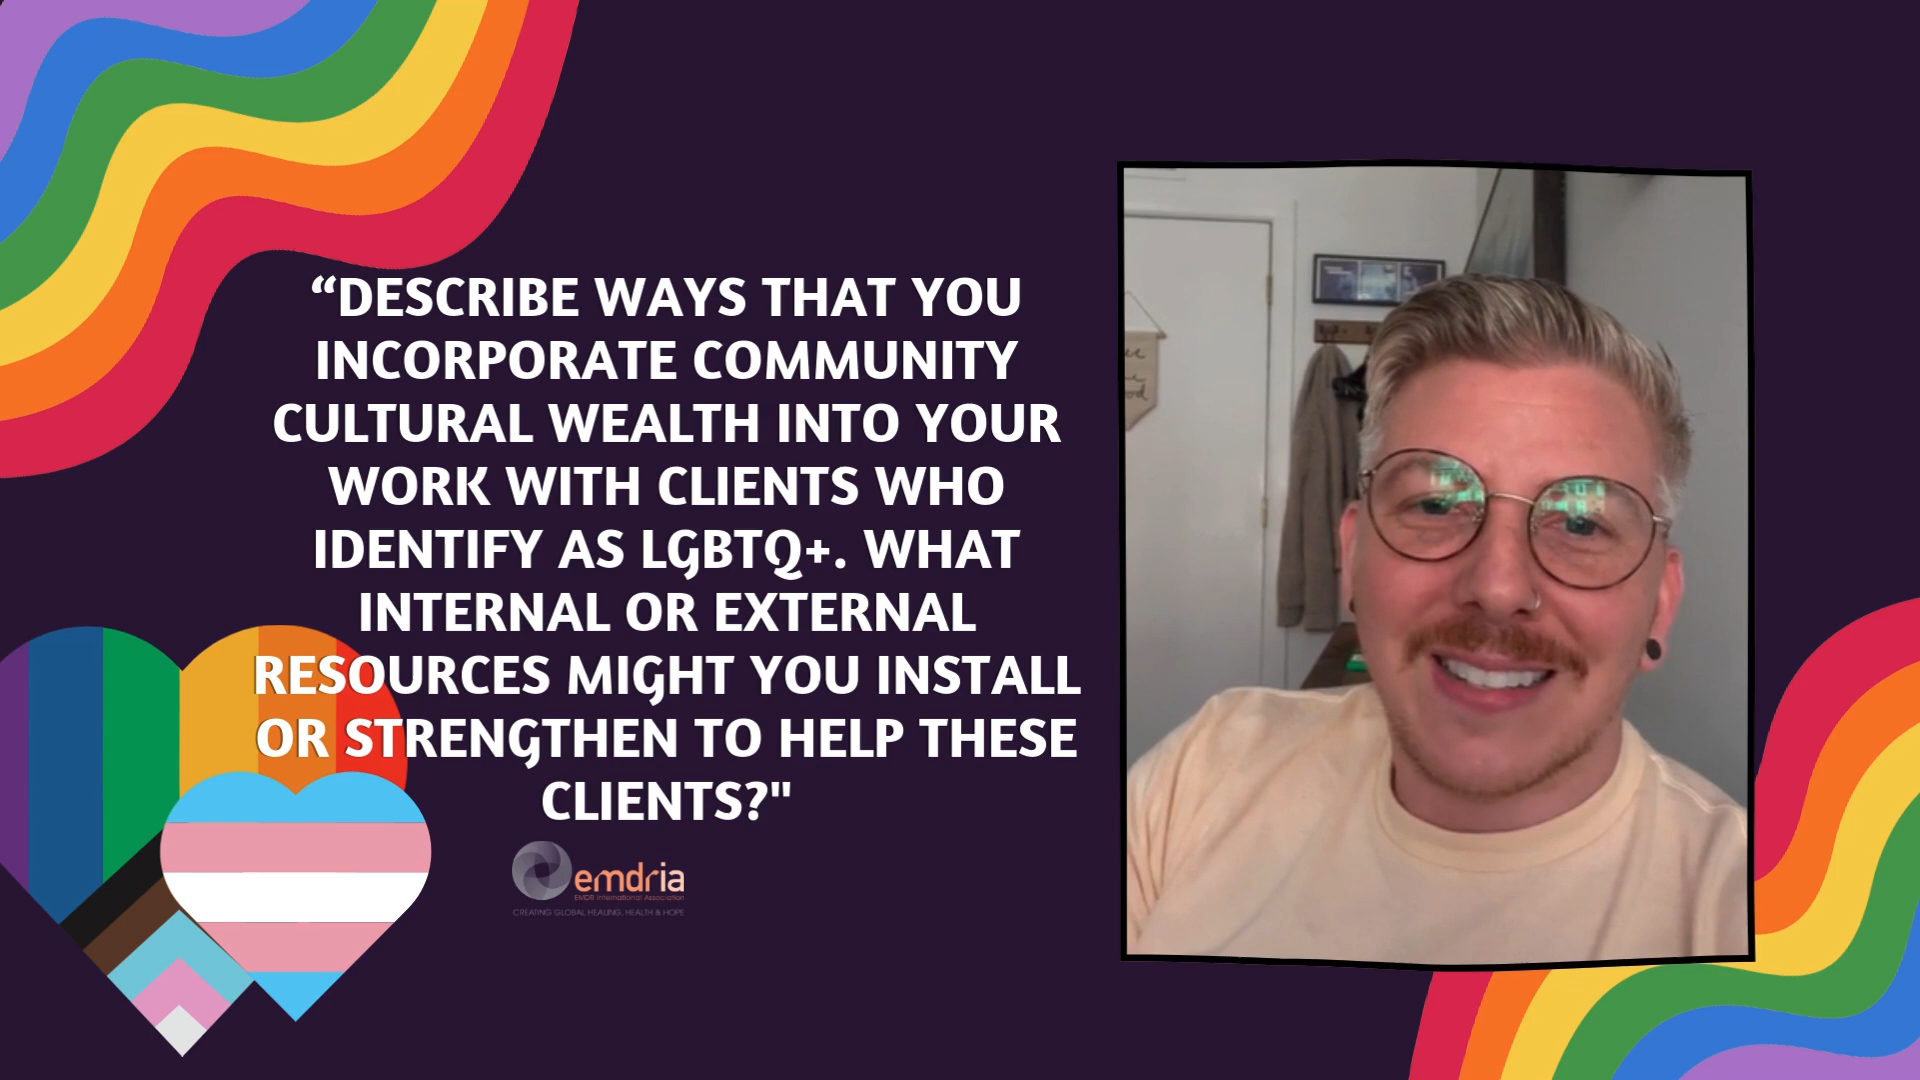 “DESCRIBE WAYS THAT YOU
INCORPORATE COMMUNITY
CULTURAL WEALTH INTO YOUR
WORK WITH CLIENTS WHO
IDENTIFY AS LGBTQ+. WHAT
INTERNAL OR EXTERNAL
RESOURCES MIGHT YOU INSTALL
OR STRENGTHEN TO HELP THESE
CLIENTS?"
emdria
EMDR International Association
CREATING GLOBAL HEALING, HEALTH & HOPE